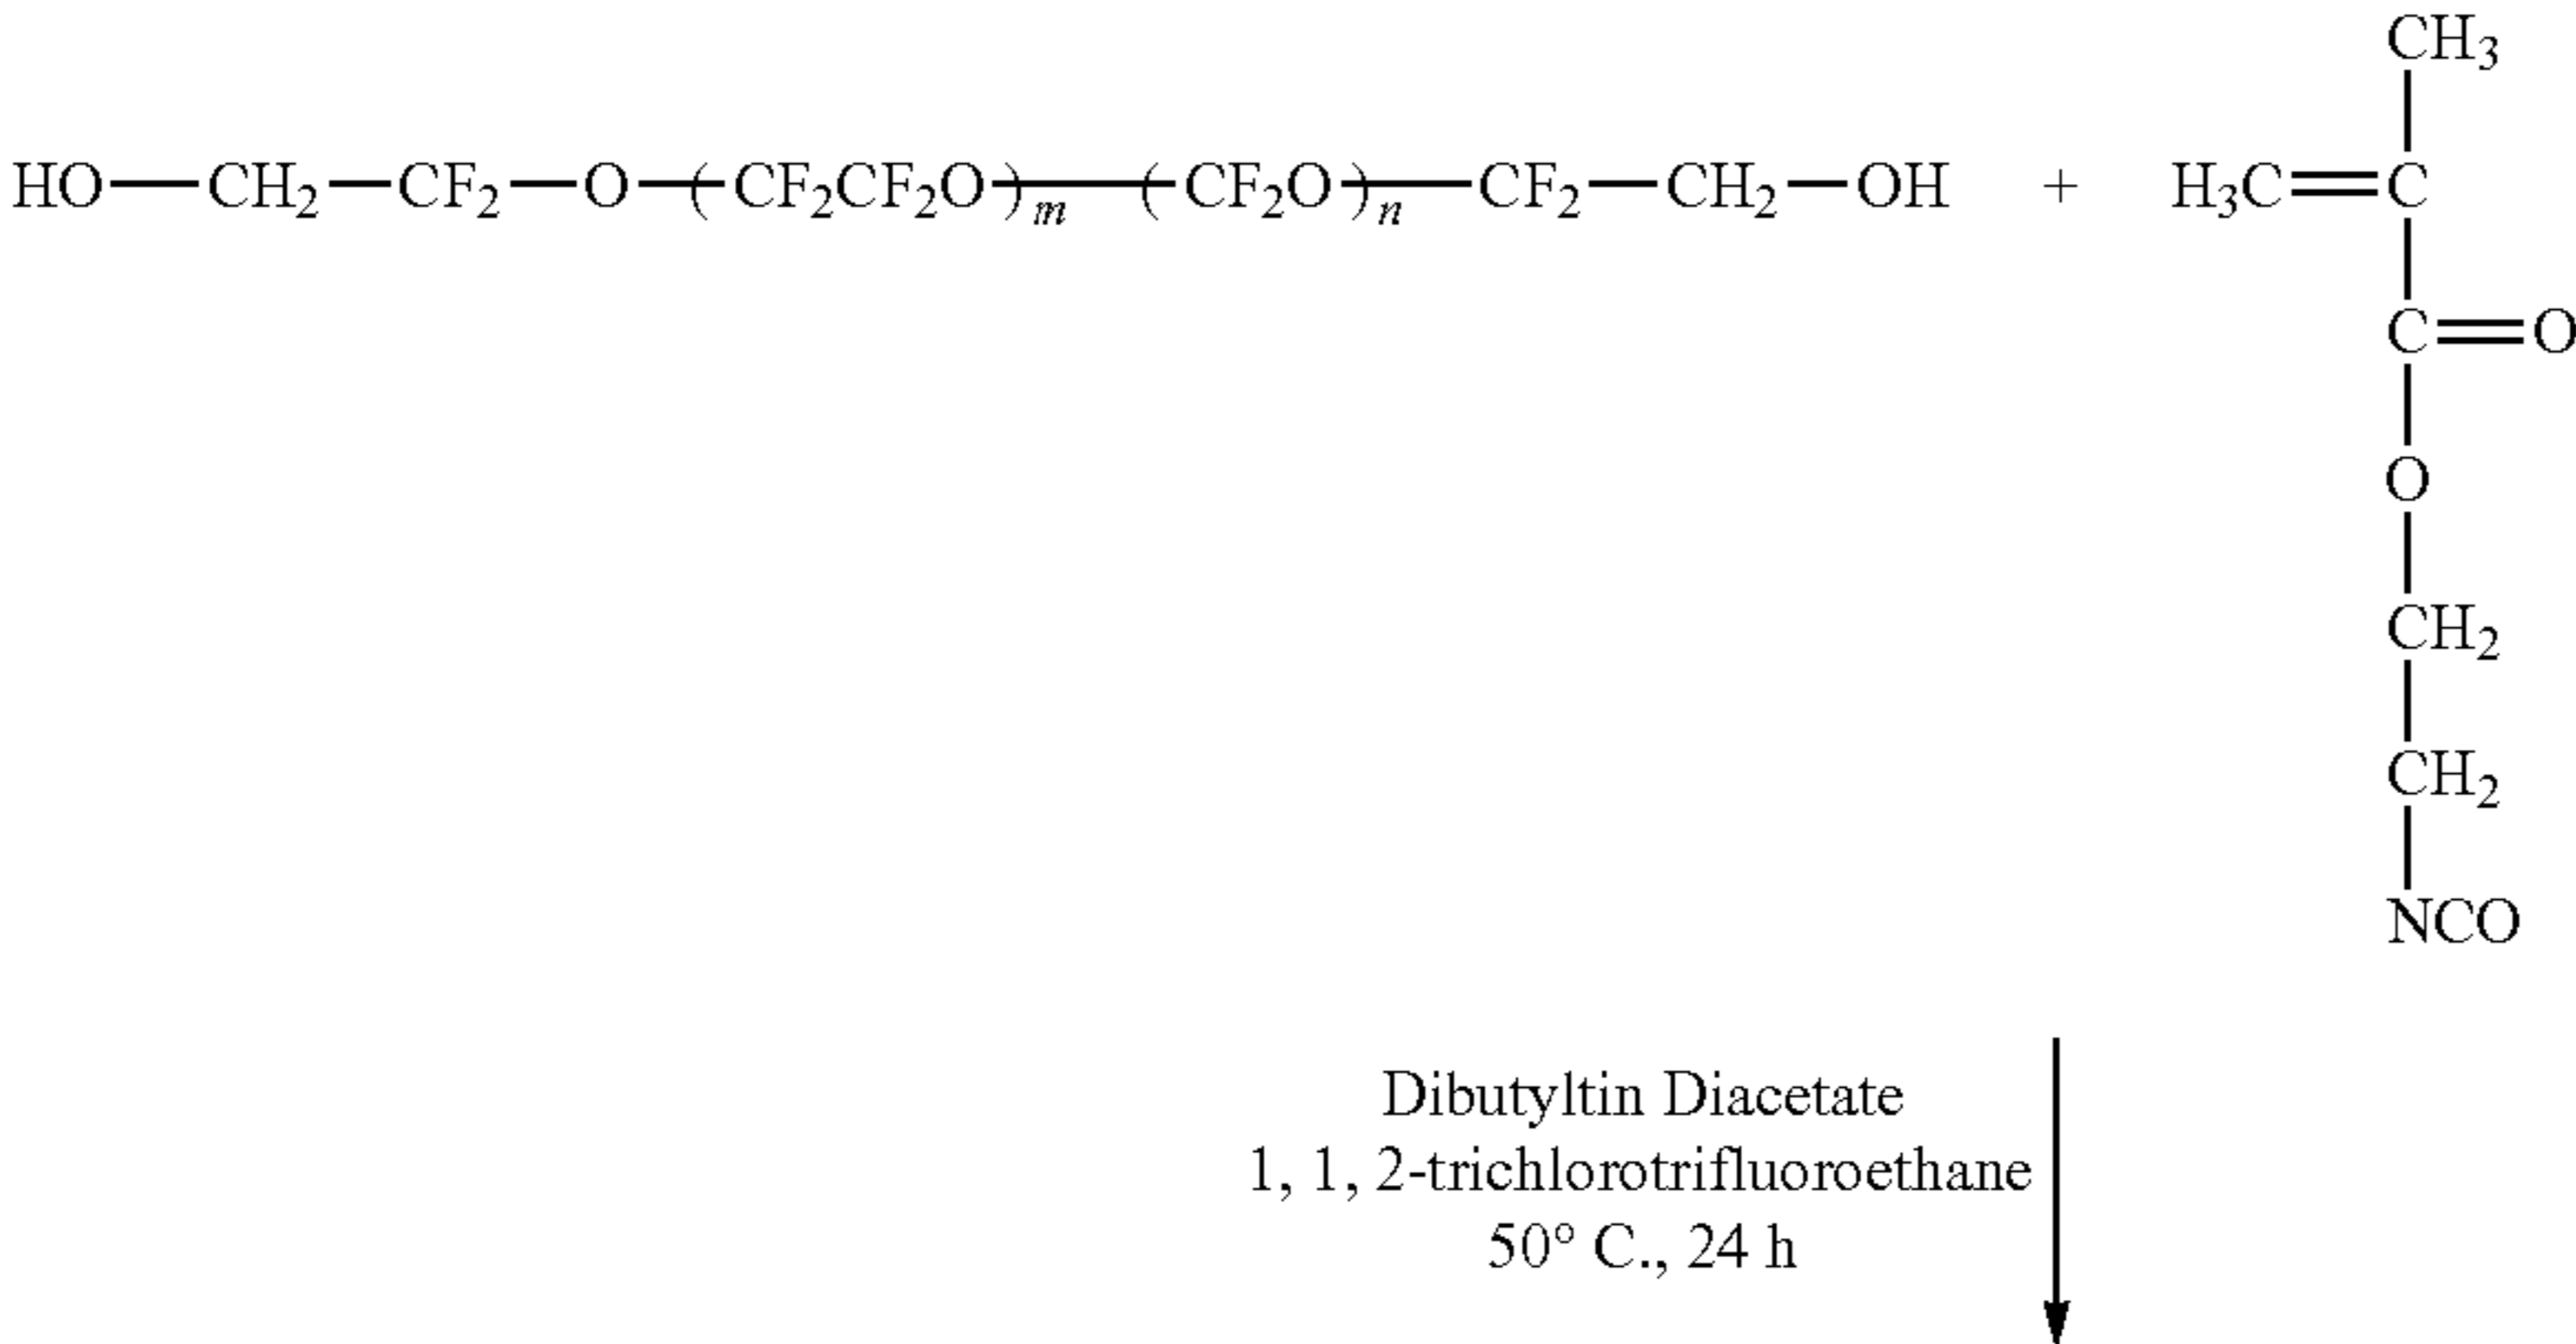 HO—CH₂—CF₂—O—(CF₂CF₂O)ₘ—(CF₂O)ₙ—CF₂—CH₂—OH + H₃C=C
CH₃
C=O
O
CH₂
CH₂
NCO
Dibutyltin Diacetate
1, 1, 2-trichlorotrifluoroethane
50° C., 24 h